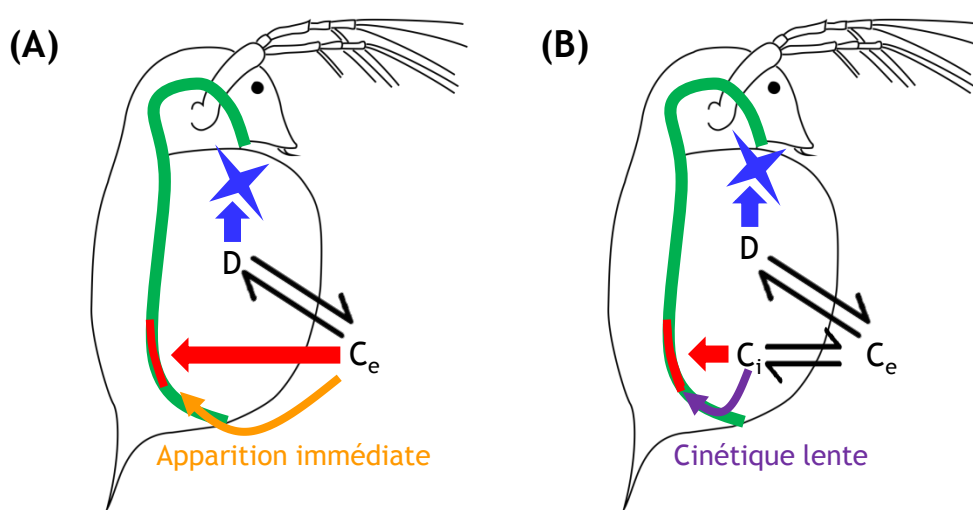 (A)
(B)
D
Ce
Apparition immédiate
D
Ci
Ce
Cinétique lente